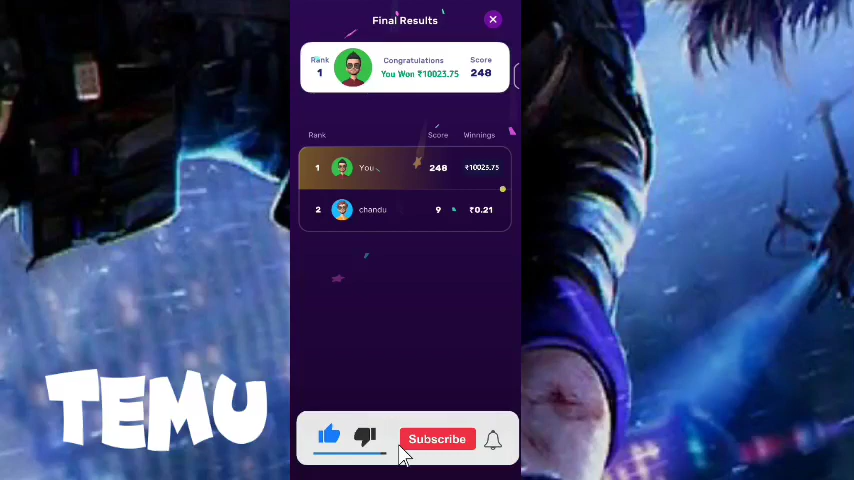 Final Results
Rank
1
Congratulations
You Won ₹10023.75
Score
248
Rank
Score
Winnings
1
You
248
₹10023.75
2
chandu
9
₹0.21
TEMU
Subscribe